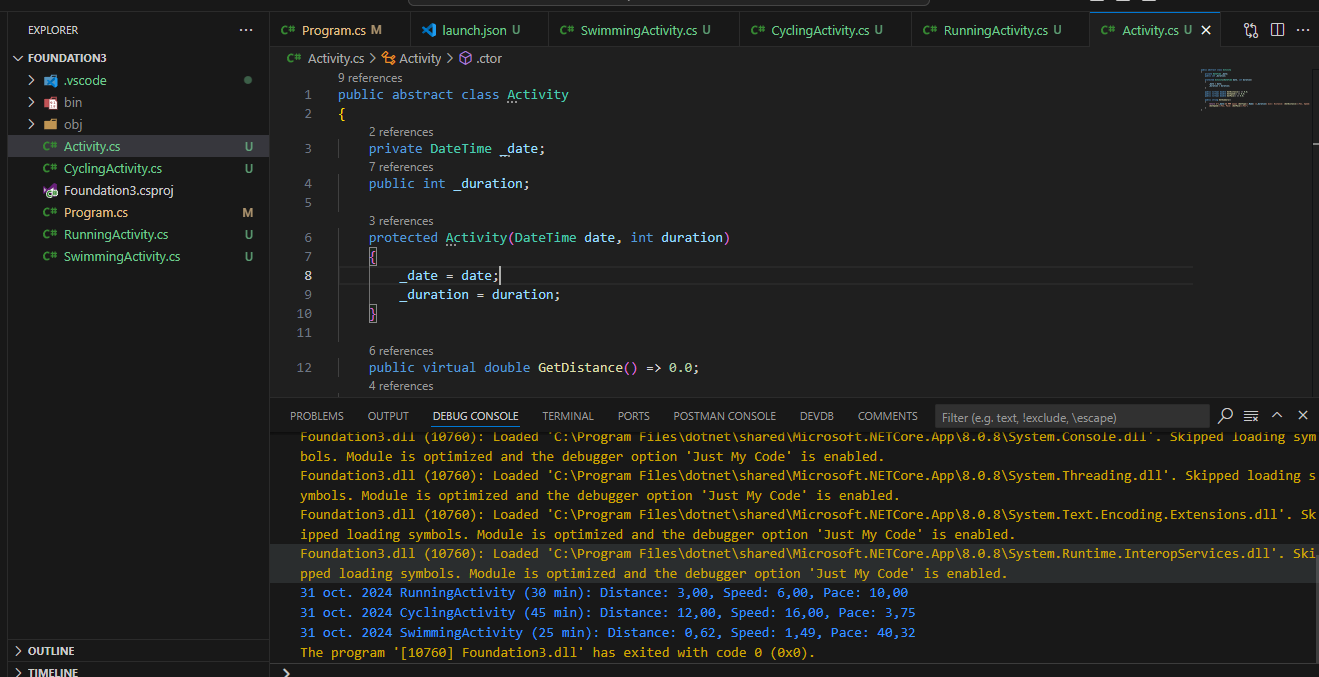 EXPLORER
FOUNDATION3
.vscode
bin
obj
C# Activity.cs U
C# CyclingActivity.cs U
Foundation3.csproj
C# Program.cs M
C# RunningActivity.cs U
C# SwimmingActivity.cs U
OUTLINE
TIMELINE
C# Program.cs M launch.json U C# SwimmingActivity.cs U C# CyclingActivity.cs U C# RunningActivity.cs U C# Activity.cs U
C# Activity.cs > Activity > .ctor
9 references
1 public abstract class Activity
2 {
2 references
3 private DateTime _date;
7 references
4 public int _duration;
5
3 references
6 protected Activity(DateTime date, int duration)
7 {
8 _date = date;
9 _duration = duration;
10 }
11
6 references
12 public virtual double GetDistance() => 0.0;
4 references
PROBLEMS OUTPUT DEBUG CONSOLE TERMINAL PORTS POSTMAN CONSOLE DEVDB COMMENTS Filter (e.g. text, !exclude, \escape)
Foundation3.dll (10760): Loaded 'C:\Program Files\dotnet\shared\Microsoft.NETCore.App\8.0.8\System.Console.dll'. Skipped loading sym
bols. Module is optimized and the debugger option 'Just My Code' is enabled.
Foundation3.dll (10760): Loaded 'C:\Program Files\dotnet\shared\Microsoft.NETCore.App\8.0.8\System.Threading.dll'. Skipped loading s
ymbols. Module is optimized and the debugger option 'Just My Code' is enabled.
Foundation3.dll (10760): Loaded 'C:\Program Files\dotnet\shared\Microsoft.NETCore.App\8.0.8\System.Text.Encoding.Extensions.dll'. Sk
ipped loading symbols. Module is optimized and the debugger option 'Just My Code' is enabled.
Foundation3.dll (10760): Loaded 'C:\Program Files\dotnet\shared\Microsoft.NETCore.App\8.0.8\System.Runtime.InteropServices.dll'. Ski
pped loading symbols. Module is optimized and the debugger option 'Just My Code' is enabled.
31 oct. 2024 RunningActivity (30 min): Distance: 3,00, Speed: 6,00, Pace: 10,00
31 oct. 2024 CyclingActivity (45 min): Distance: 12,00, Speed: 16,00, Pace: 3,75
31 oct. 2024 SwimmingActivity (25 min): Distance: 0,62, Speed: 1,49, Pace: 40,32
The program '[10760] Foundation3.dll' has exited with code 0 (0x0).